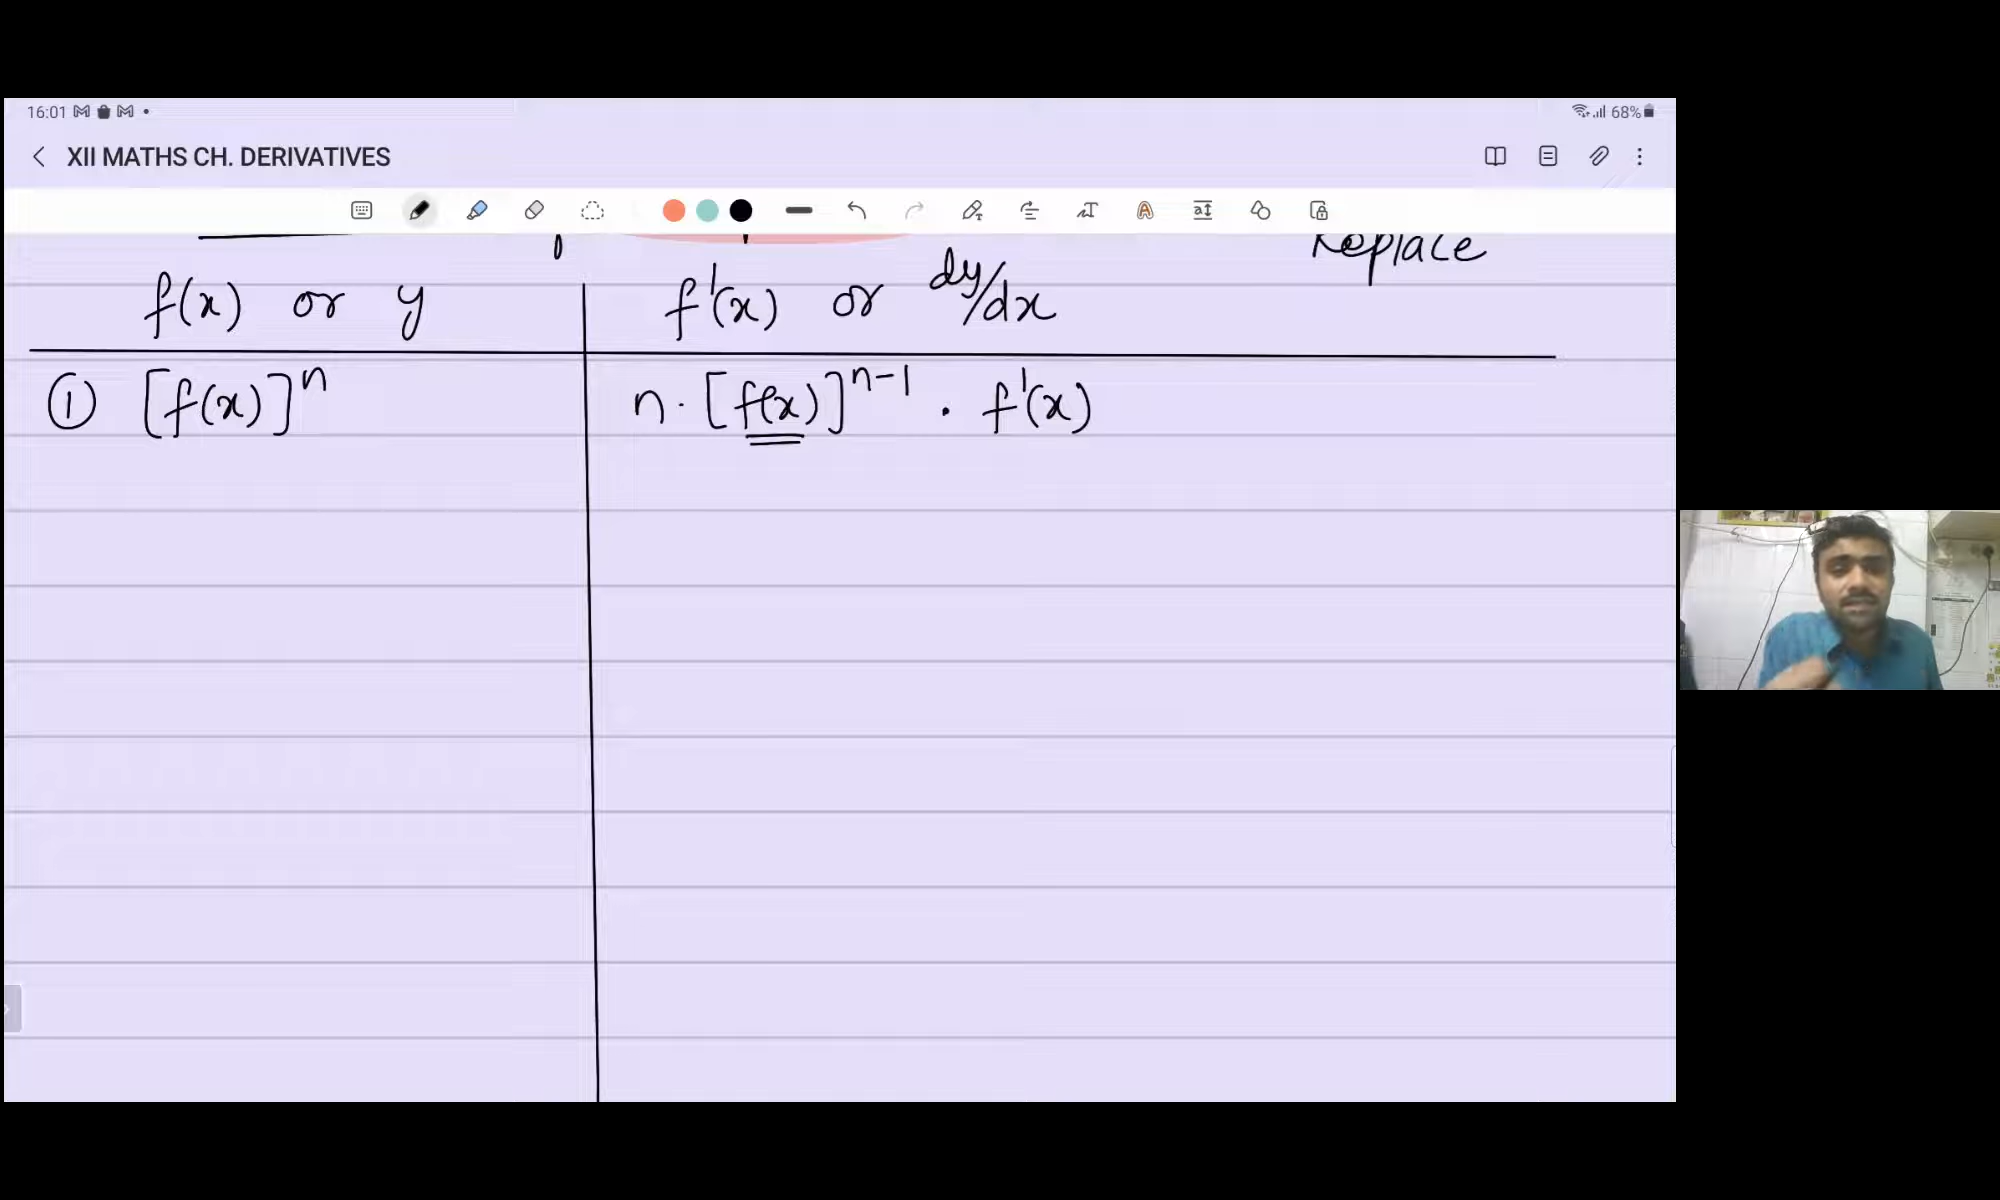 16:01
68%
XII MATHS CH. DERIVATIVES
Replace
f(x) or y
f'(x) or dy/dx
① [f(x)]ⁿ
n · [f(x)]ⁿ⁻¹ · f'(x)